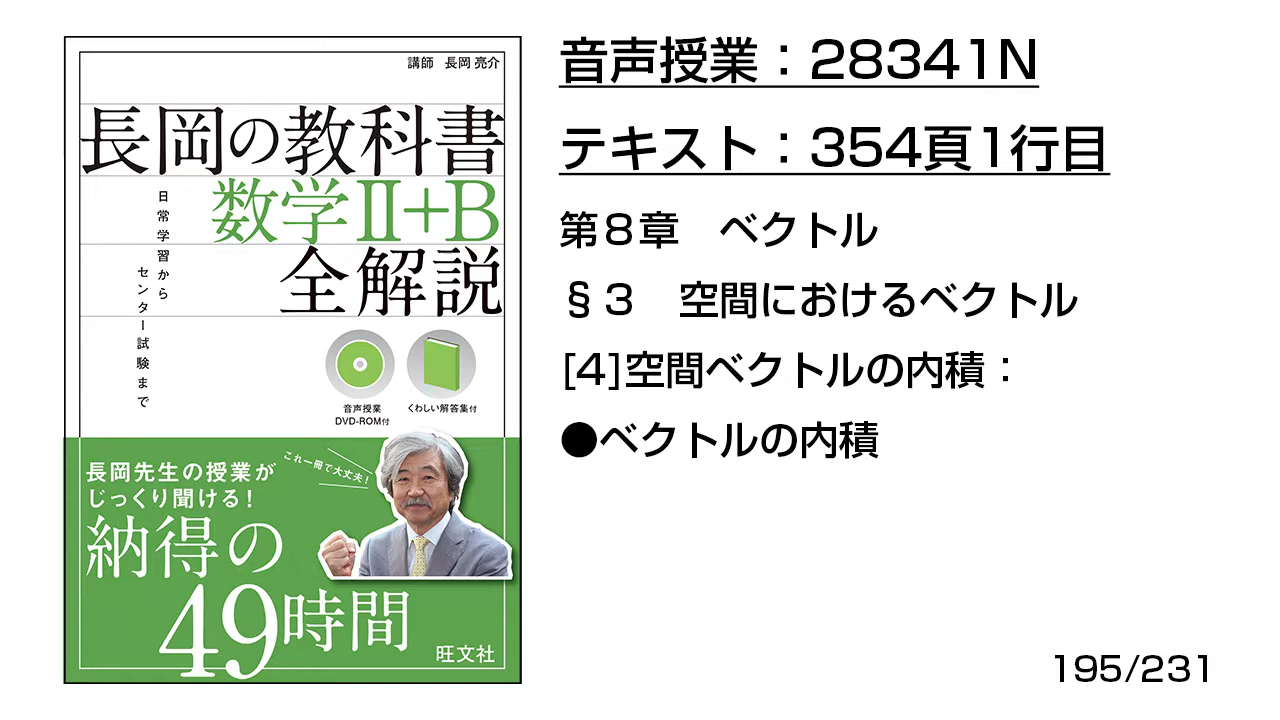 講師 長岡 亮介
長岡の教科書
数学Ⅱ+B
全解説
日常学習から
センター試験まで
音声授業
DVD-ROM付
くわしい解答集付
長岡先生の授業が
じっくり聞ける!
これ一冊で大丈夫!
納得の
49時間
旺文社
音声授業：28341N
テキスト：354頁1行目
第8章 ベクトル
§3 空間におけるベクトル
[4]空間ベクトルの内積：
●ベクトルの内積
195/231